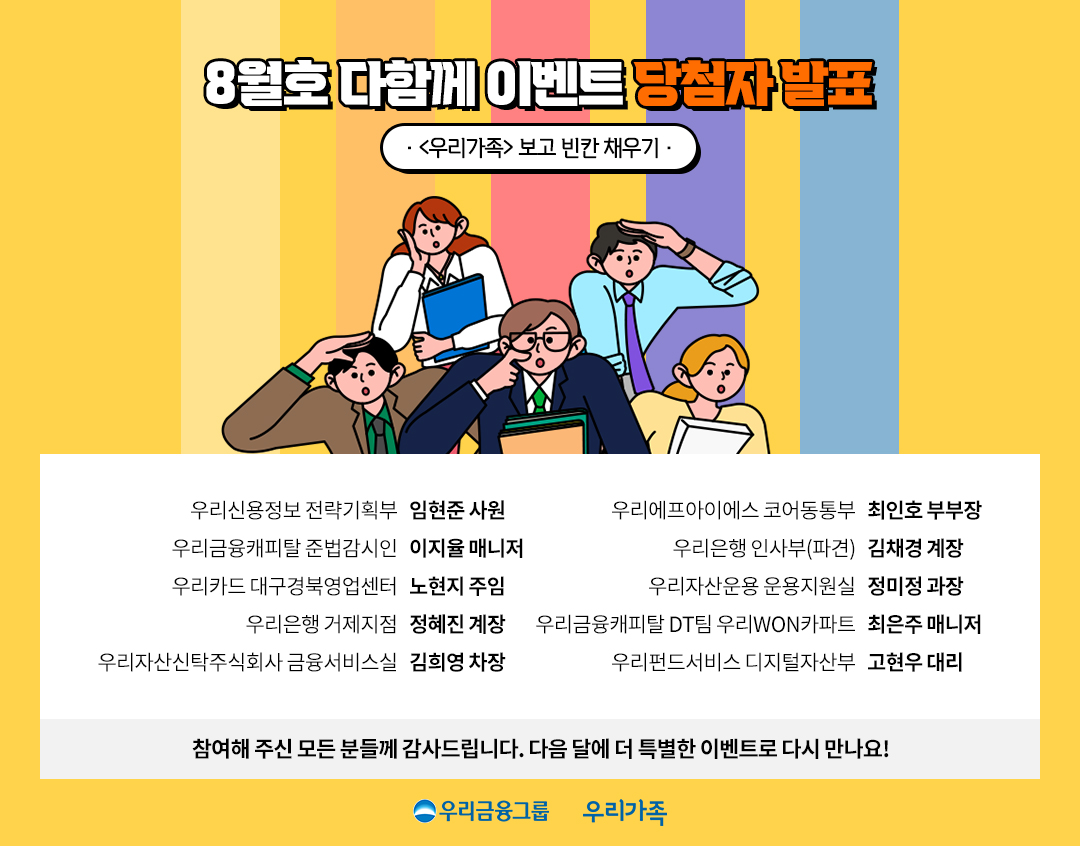 8월호 다함께 이벤트 당첨자 발표
· <우리가족> 보고 빈칸 채우기 ·
우리신용정보 전략기획부 임현준 사원
우리금융캐피탈 준법감시인 이지율 매니저
우리카드 대구경북영업센터 노현지 주임
우리은행 거제지점 정혜진 계장
우리자산신탁주식회사 금융서비스실 김희영 차장
우리에프아이에스 코어동통부 최인호 부부장
우리은행 인사부(파견) 김채경 계장
우리자산운용 운용지원실 정미정 과장
우리금융캐피탈 DT팀 우리WON카파트 최은주 매니저
우리펀드서비스 디지털자산부 고현우 대리
참여해 주신 모든 분들께 감사드립니다. 다음 달에 더 특별한 이벤트로 다시 만나요!
우리금융그룹 우리가족